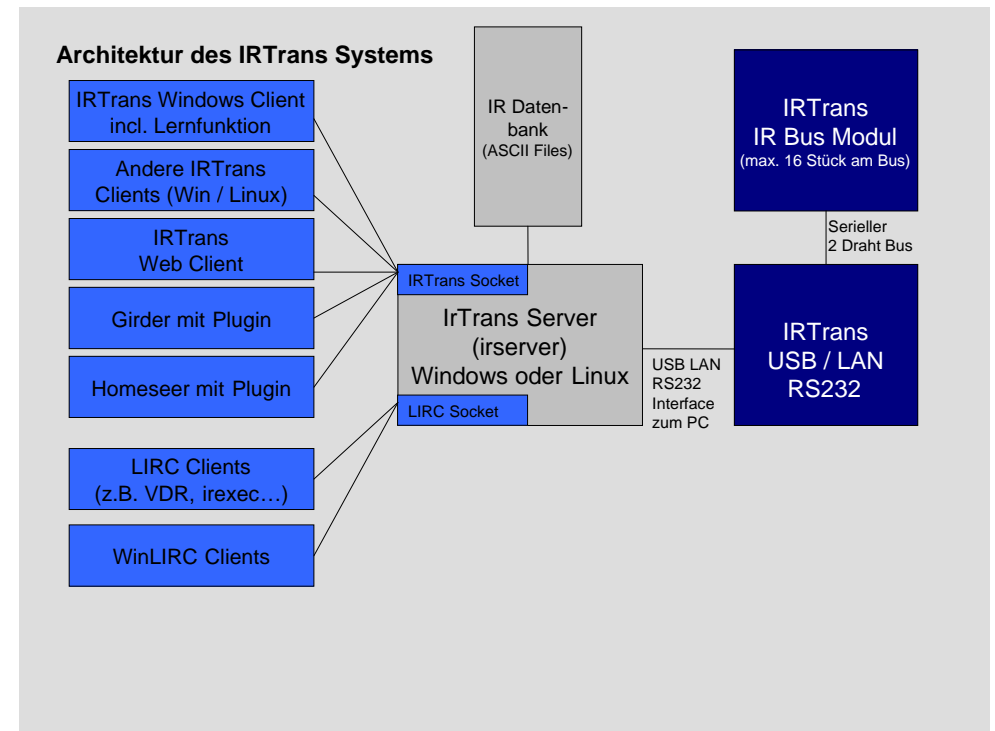 Architektur des IRTrans Systems
IRTrans Windows Client
incl. Lernfunktion
Andere IRTrans
Clients (Win / Linux)
IRTrans
Web Client
Girder mit Plugin
Homeseer mit Plugin
LIRC Clients
(z.B. VDR, irexec…)
WinLIRC Clients
IR Daten-
bank
(ASCII Files)
IRTrans Socket
IrTrans Server
(irserver)
Windows oder Linux
LIRC Socket
USB LAN
RS232
Interface
zum PC
IRTrans
IR Bus Modul
(max. 16 Stück am Bus)
Serieller
2 Draht Bus
IRTrans
USB / LAN
RS232